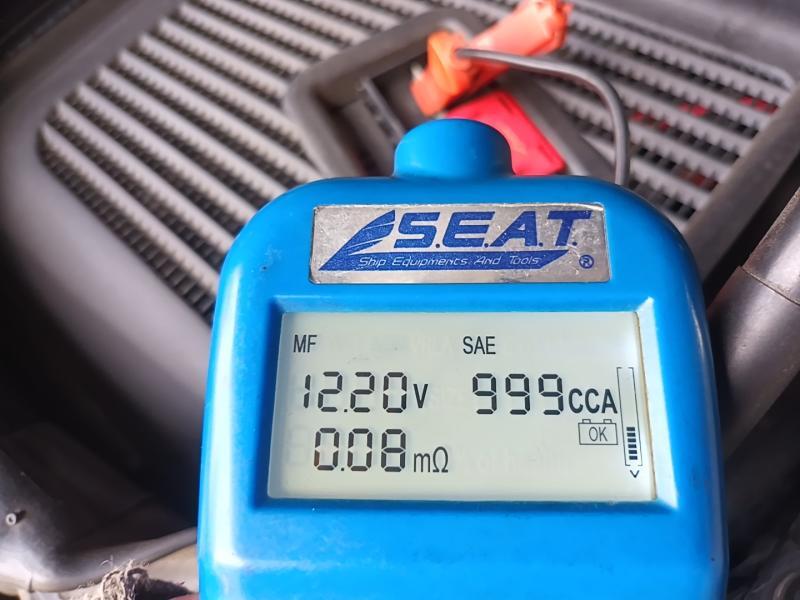 S.E.A.T.
Ship Equipments And Tools
®
MF SAE
12.20V 999CCA
OK
0.08mΩ